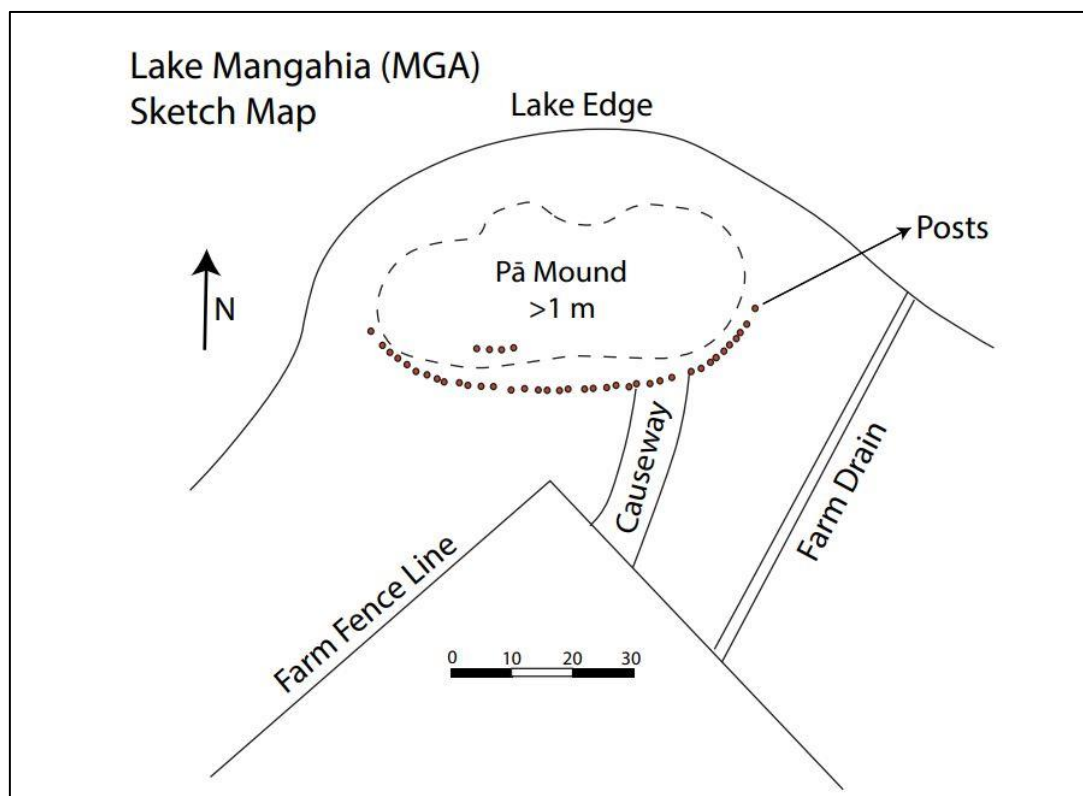 Lake Mangahia (MGA)
Sketch Map
Lake Edge
Posts
Pā Mound
>1 m
N
Causeway
Farm Drain
Farm Fence Line
0 10 20 30